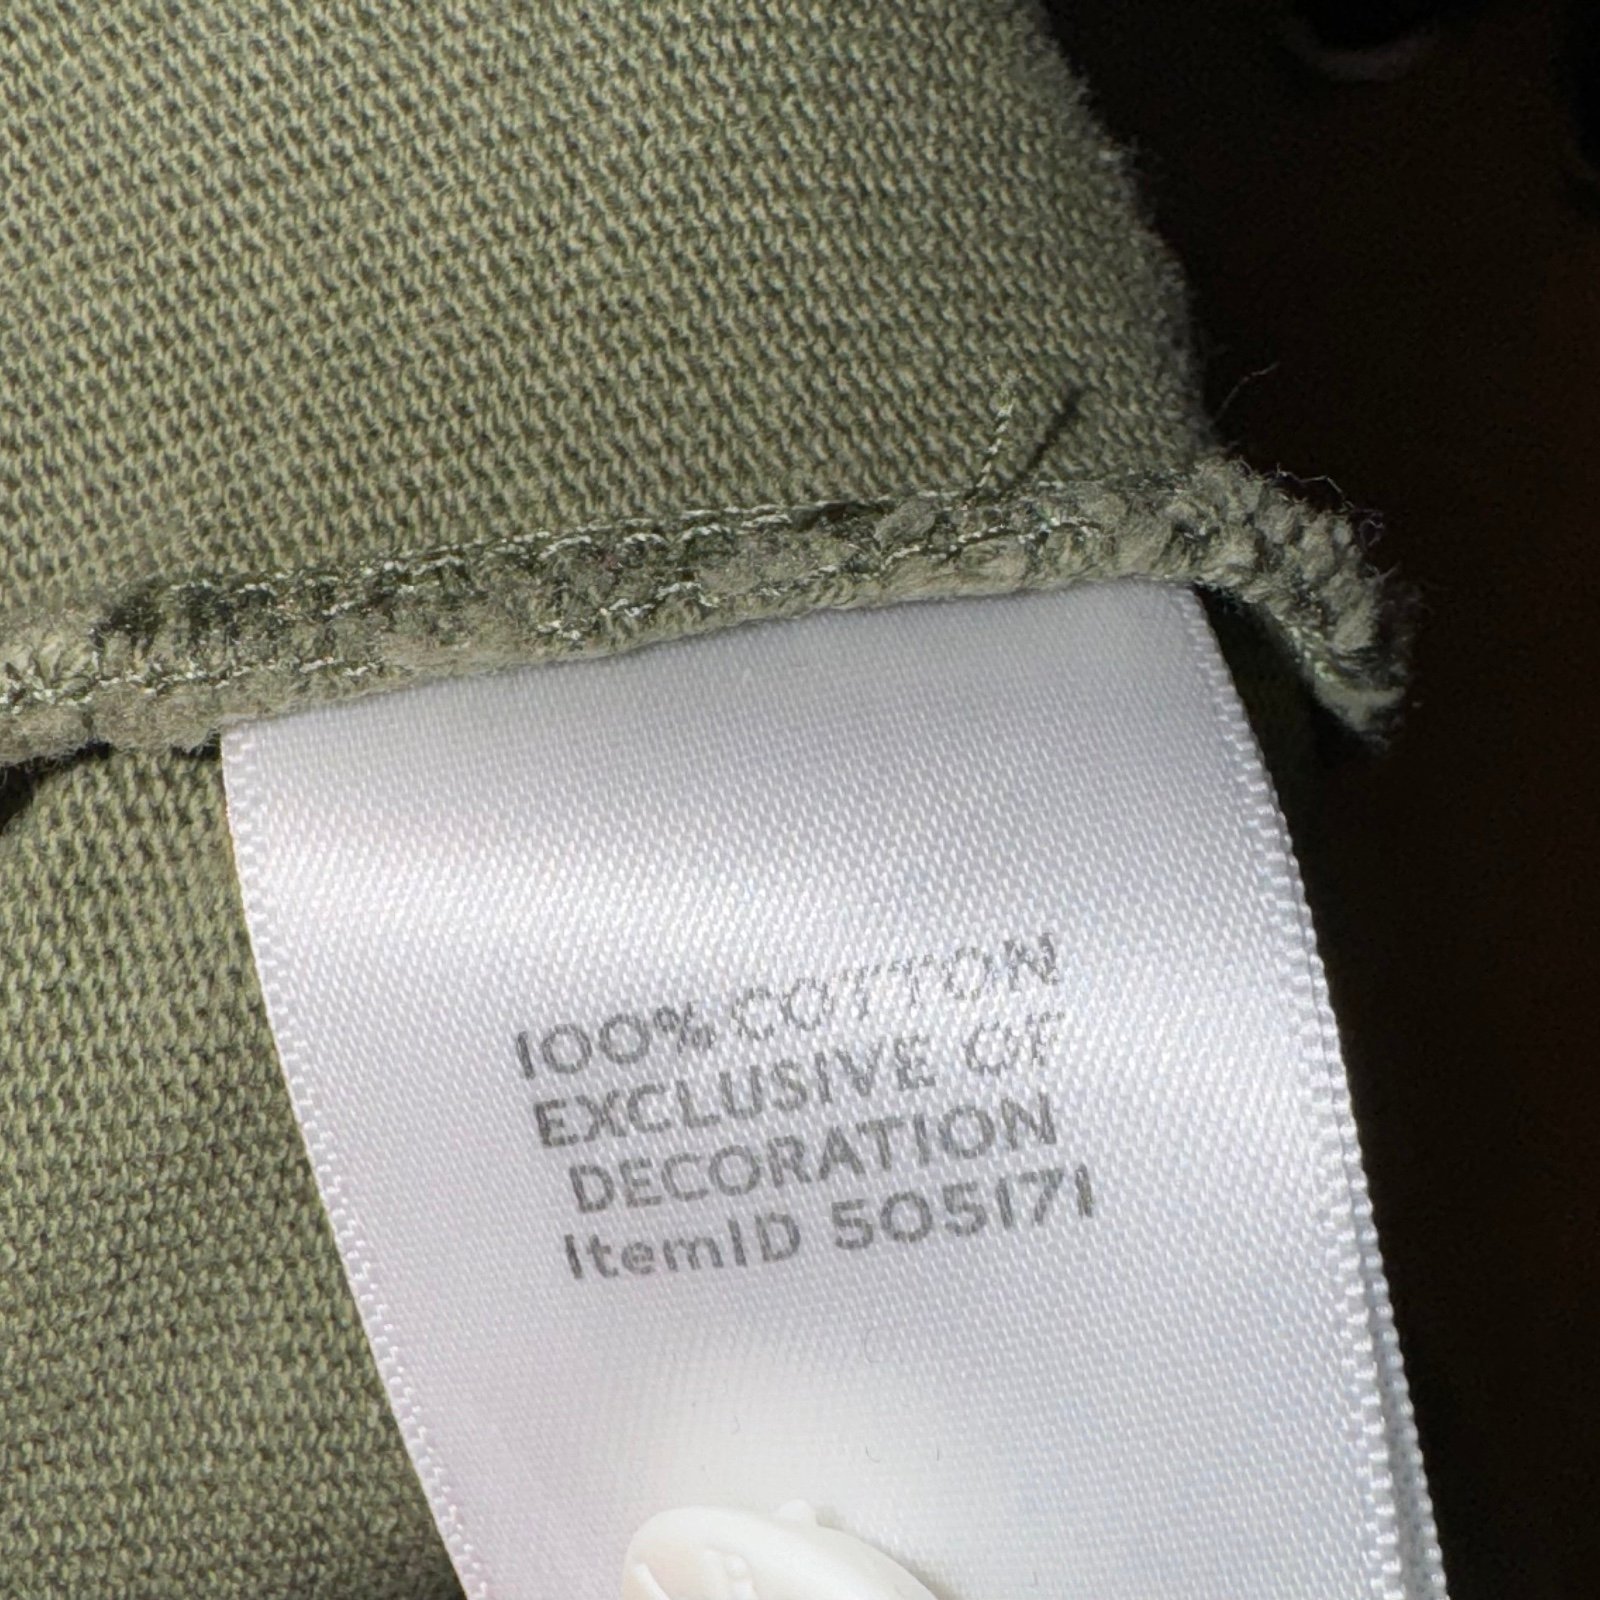 100% COTTON
EXCLUSIVE OF
DECORATION
ItemID 505171